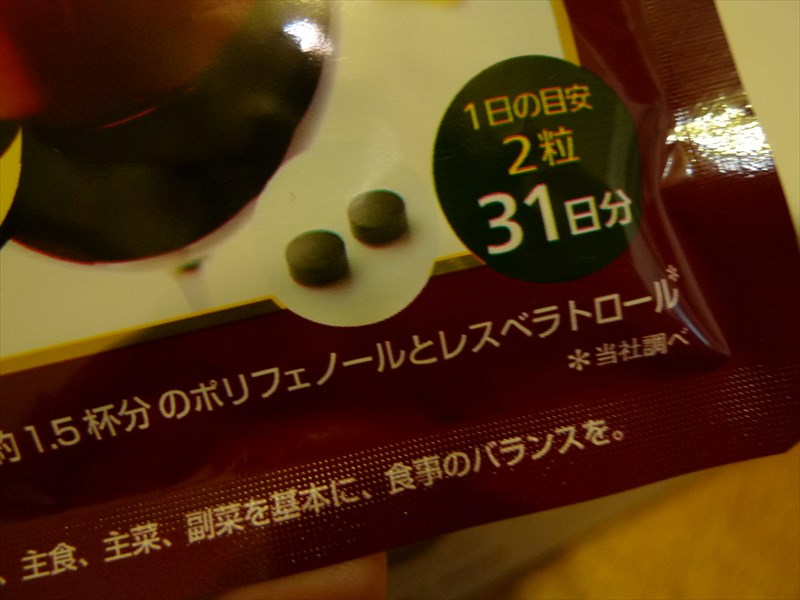 1日の目安
2粒
31日分
約1.5杯分のポリフェノールとレスベラトロール*
*当社調べ
、主食、主菜、副菜を基本に、食事のバランスを。